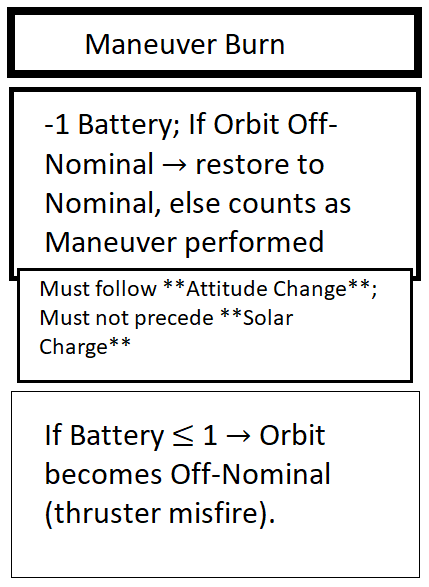 Maneuver Burn
-1 Battery; If Orbit Off-
Nominal → restore to
Nominal, else counts as
Maneuver performed
Must follow **Attitude Change**;
Must not precede **Solar
Charge**
If Battery ≤ 1 → Orbit
becomes Off-Nominal
(thruster misfire).